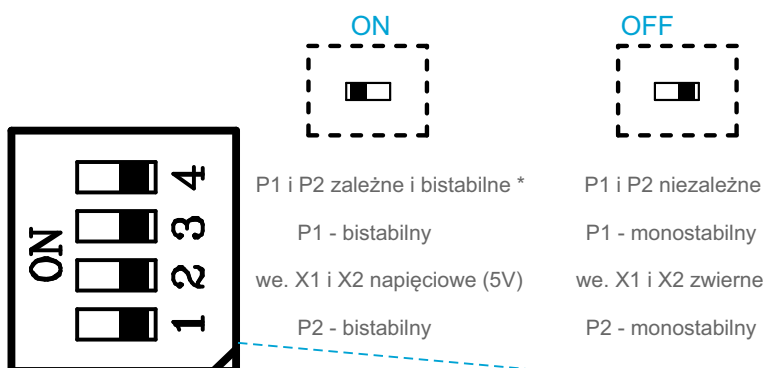 ON OFF
4 P1 i P2 zależne i bistabilne * P1 i P2 niezależne
3 P1 - bistabilny P1 - monostabilny
ON
2 we. X1 i X2 napięciowe (5V) we. X1 i X2 zwierne
1 P2 - bistabilny P2 - monostabilny